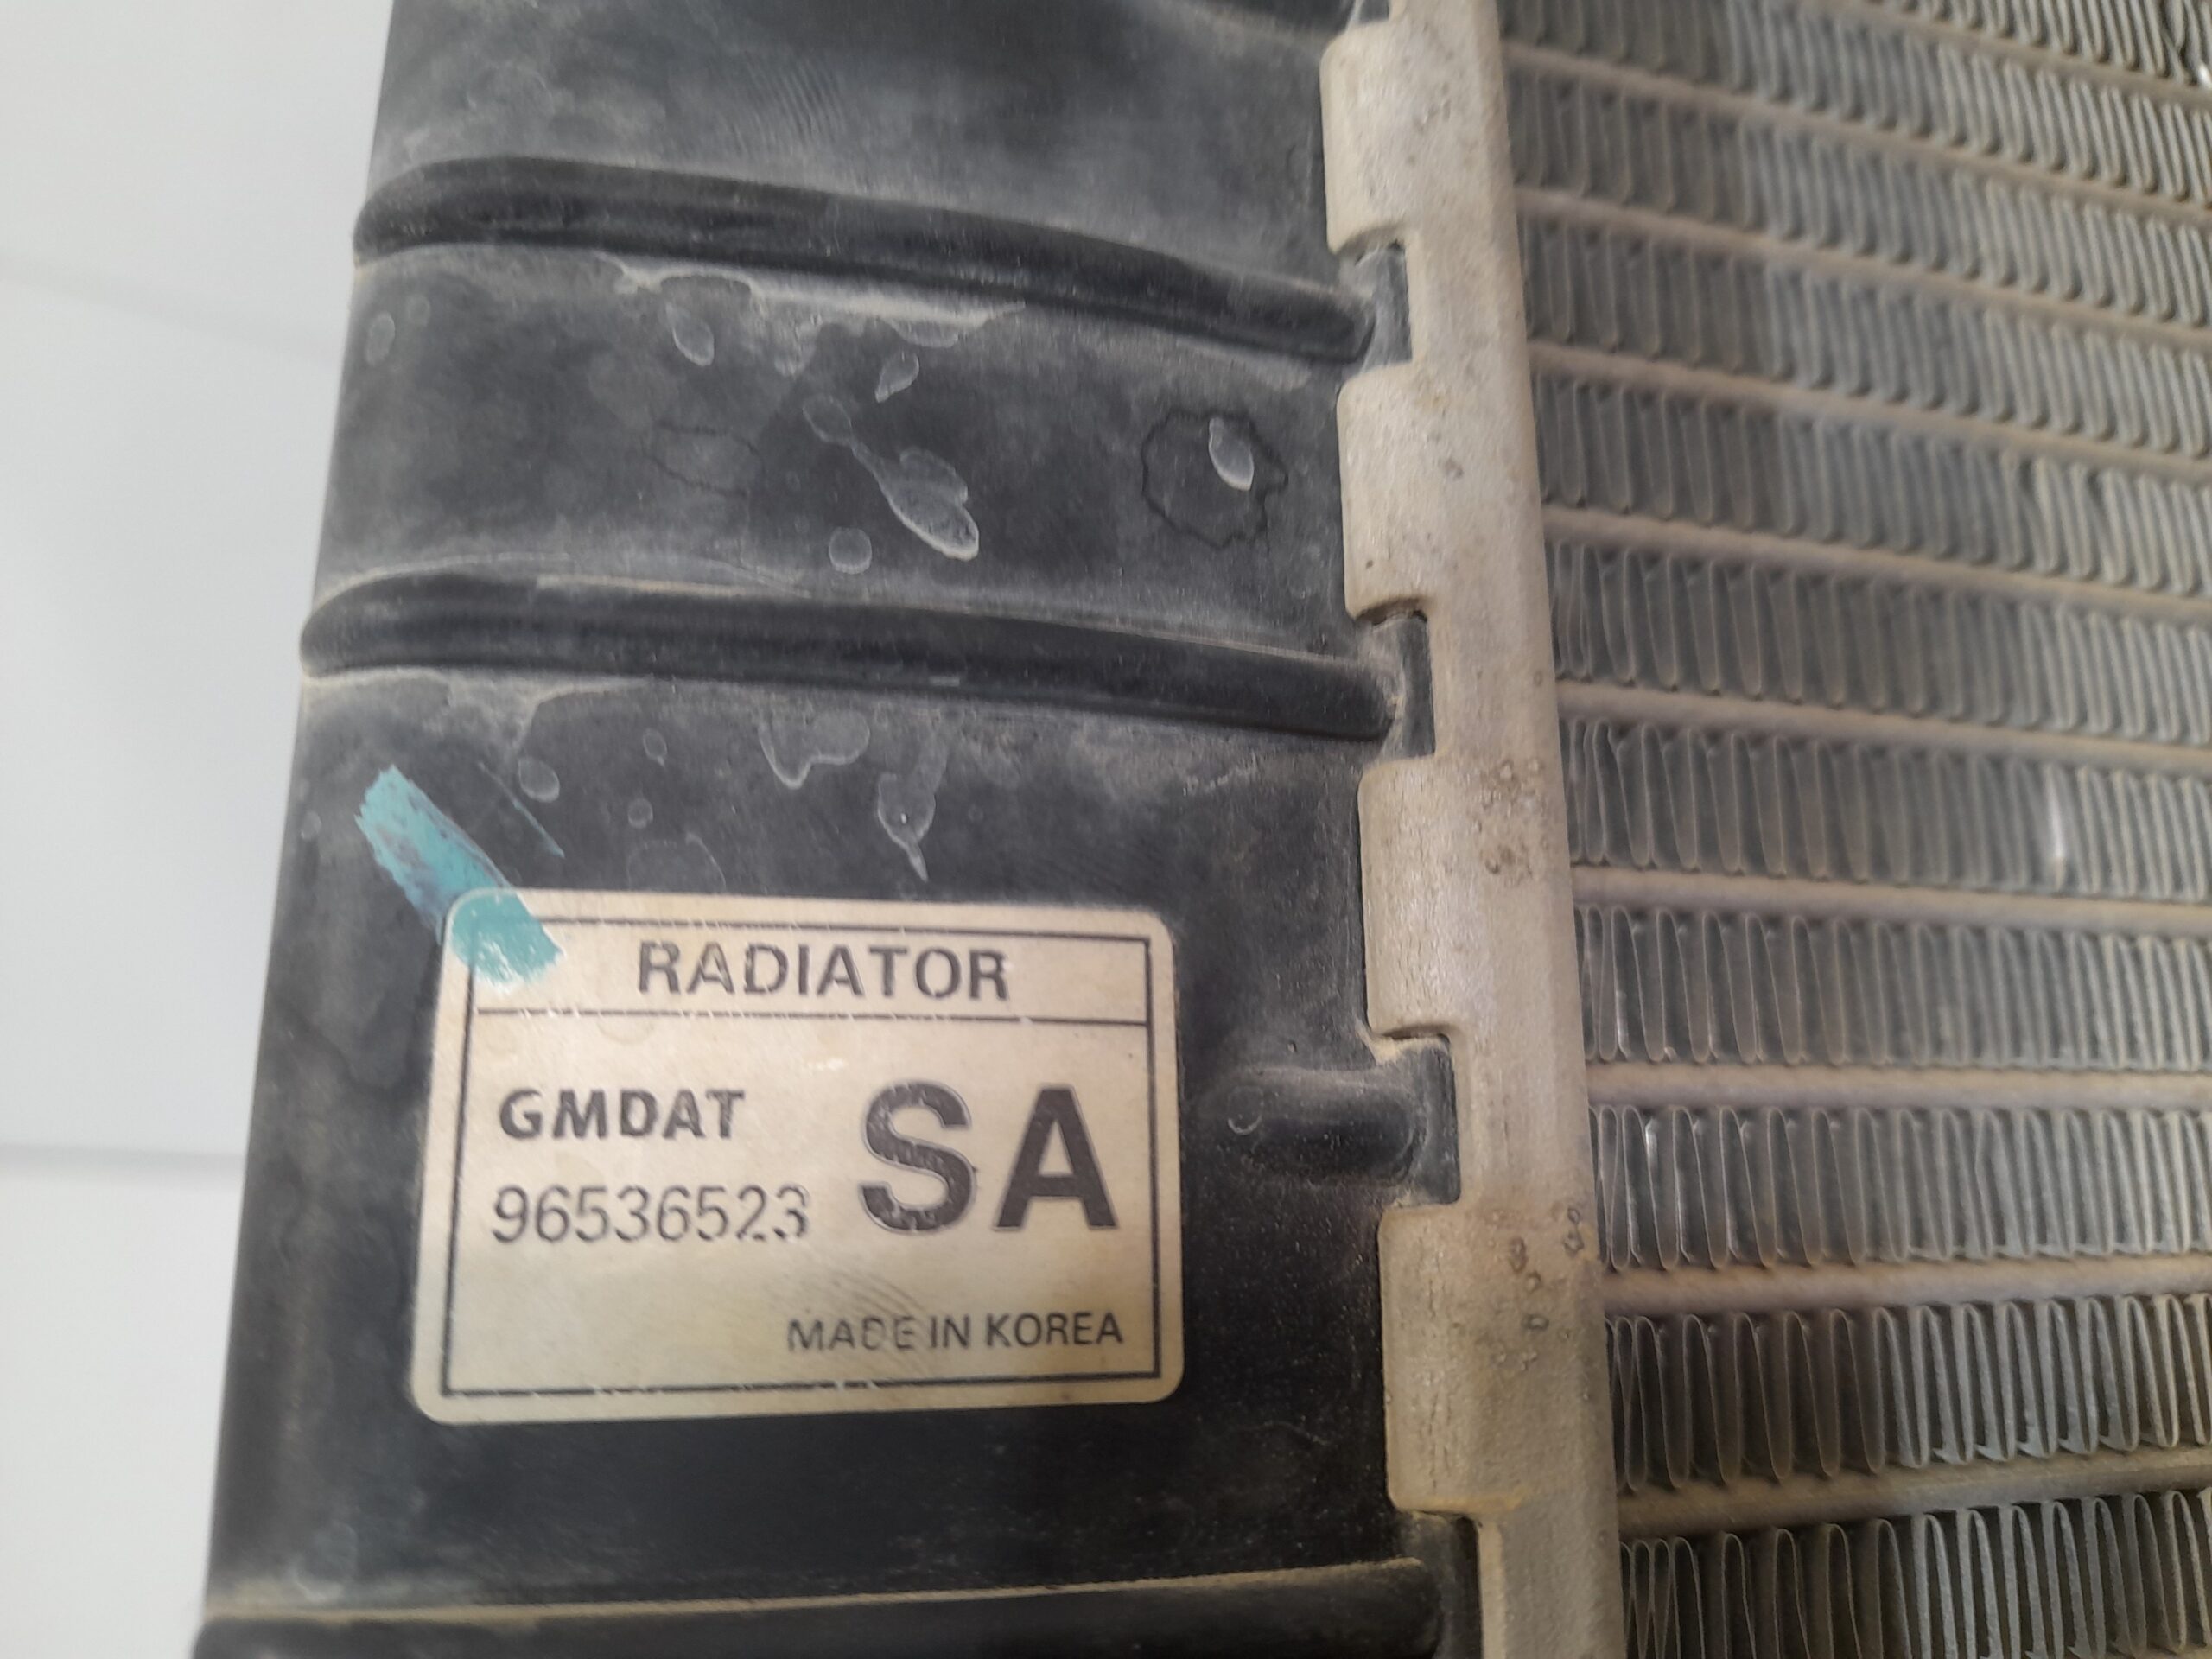 RADIATOR
GMDAT SA
96536523
MADE IN KOREA